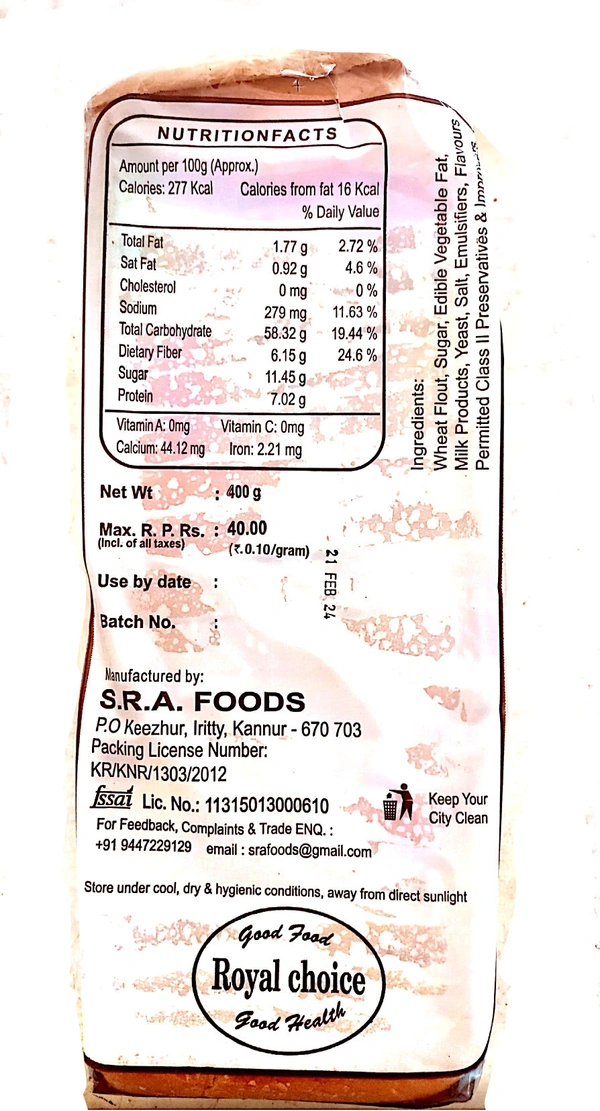 NUTRITIONFACTS
Amount per 100g (Approx.)
Calories: 277 Kcal Calories from fat 16 Kcal
% Daily Value
Total Fat 1.77 g 2.72 %
Sat Fat 0.92 g 4.6 %
Cholesterol 0 mg 0 %
Sodium 279 mg 11.63 %
Total Carbohydrate 58.32 g 19.44 %
Dietary Fiber 6.15 g 24.6 %
Sugar 11.45 g
Protein 7.02 g
Vitamin A: 0mg Vitamin C: 0mg
Calcium: 44.12 mg Iron: 2.21 mg
Ingredients:
Wheat Flout, Sugar, Edible Vegetable Fat,
Milk Products, Yeast, Salt, Emulsifiers, Flavours
Permitted Class II Preservatives &
Net Wt : 400 g
Max. R. P. Rs. : 40.00
(Incl. of all taxes) (₹.0.10/gram)
Use by date :
21 FEB 24
Batch No. :
Manufactured by:
S.R.A. FOODS
P.O Keezhur, Iritty, Kannur - 670 703
Packing License Number:
KR/KNR/1303/2012
fssai Lic. No.: 11315013000610
Keep Your
City Clean
For Feedback, Complaints & Trade ENQ. :
+91 9447229129 email : srafoods@gmail.com
Store under cool, dry & hygienic conditions, away from direct sunlight
Good Food
Royal choice
Good Health